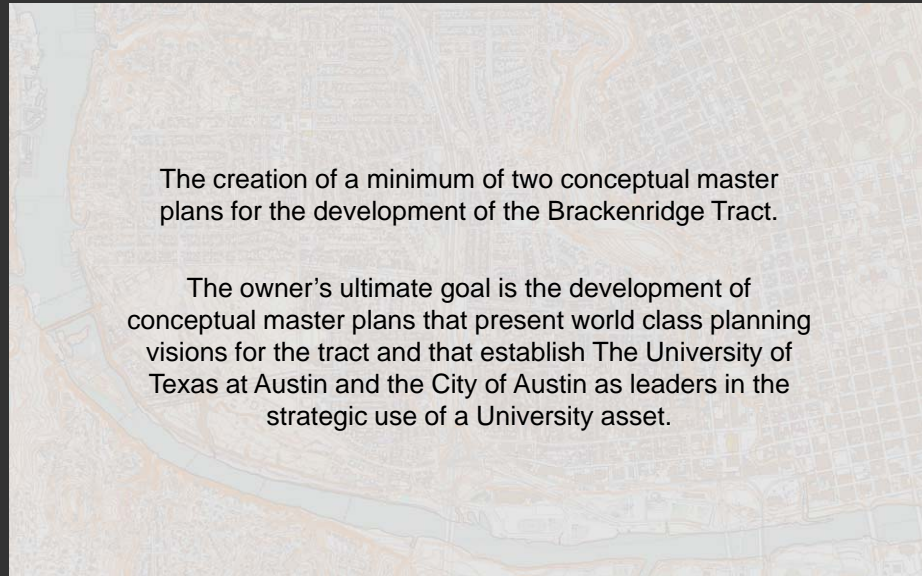 The creation of a minimum of two conceptual master
plans for the development of the Brackenridge Tract.
The owner’s ultimate goal is the development of
conceptual master plans that present world class planning
visions for the tract and that establish The University of
Texas at Austin and the City of Austin as leaders in the
strategic use of a University asset.